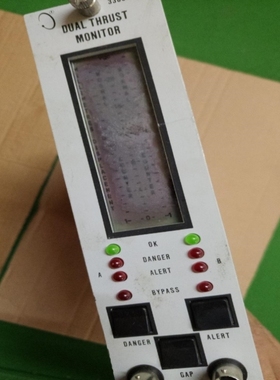 DUAL THRUST
MONITOR
OK
DANGER
A ALERT B
BYPASS
DANGER ALERT
GAP